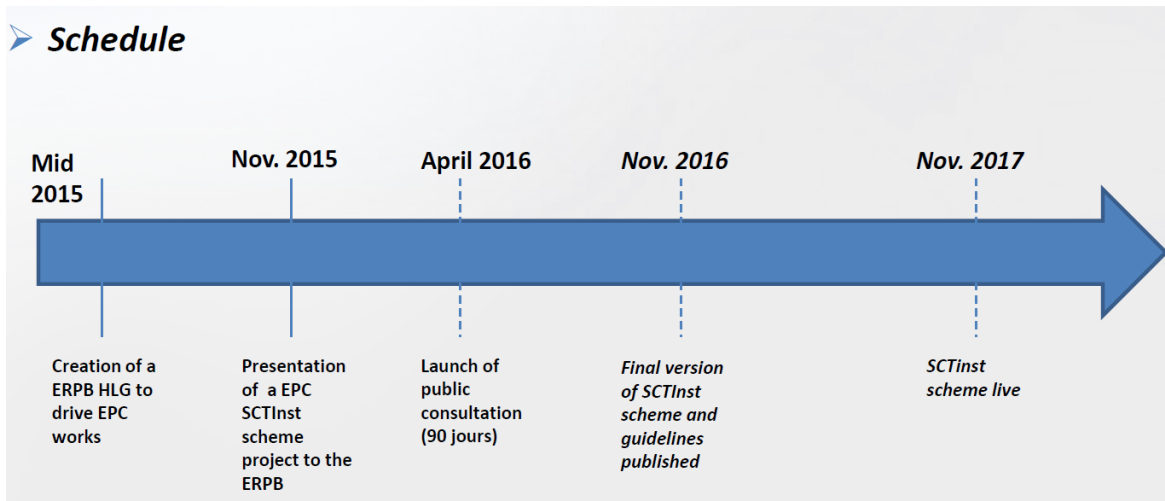 Schedule
Mid
2015
Nov. 2015
April 2016
Nov. 2016
Nov. 2017
Creation of a
ERPB HLG to
drive EPC
works
Presentation
of a EPC
SCTInst
scheme
project to the
ERPB
Launch of
public
consultation
(90 jours)
Final version
of SCTInst
scheme and
guidelines
published
SCTinst
scheme live